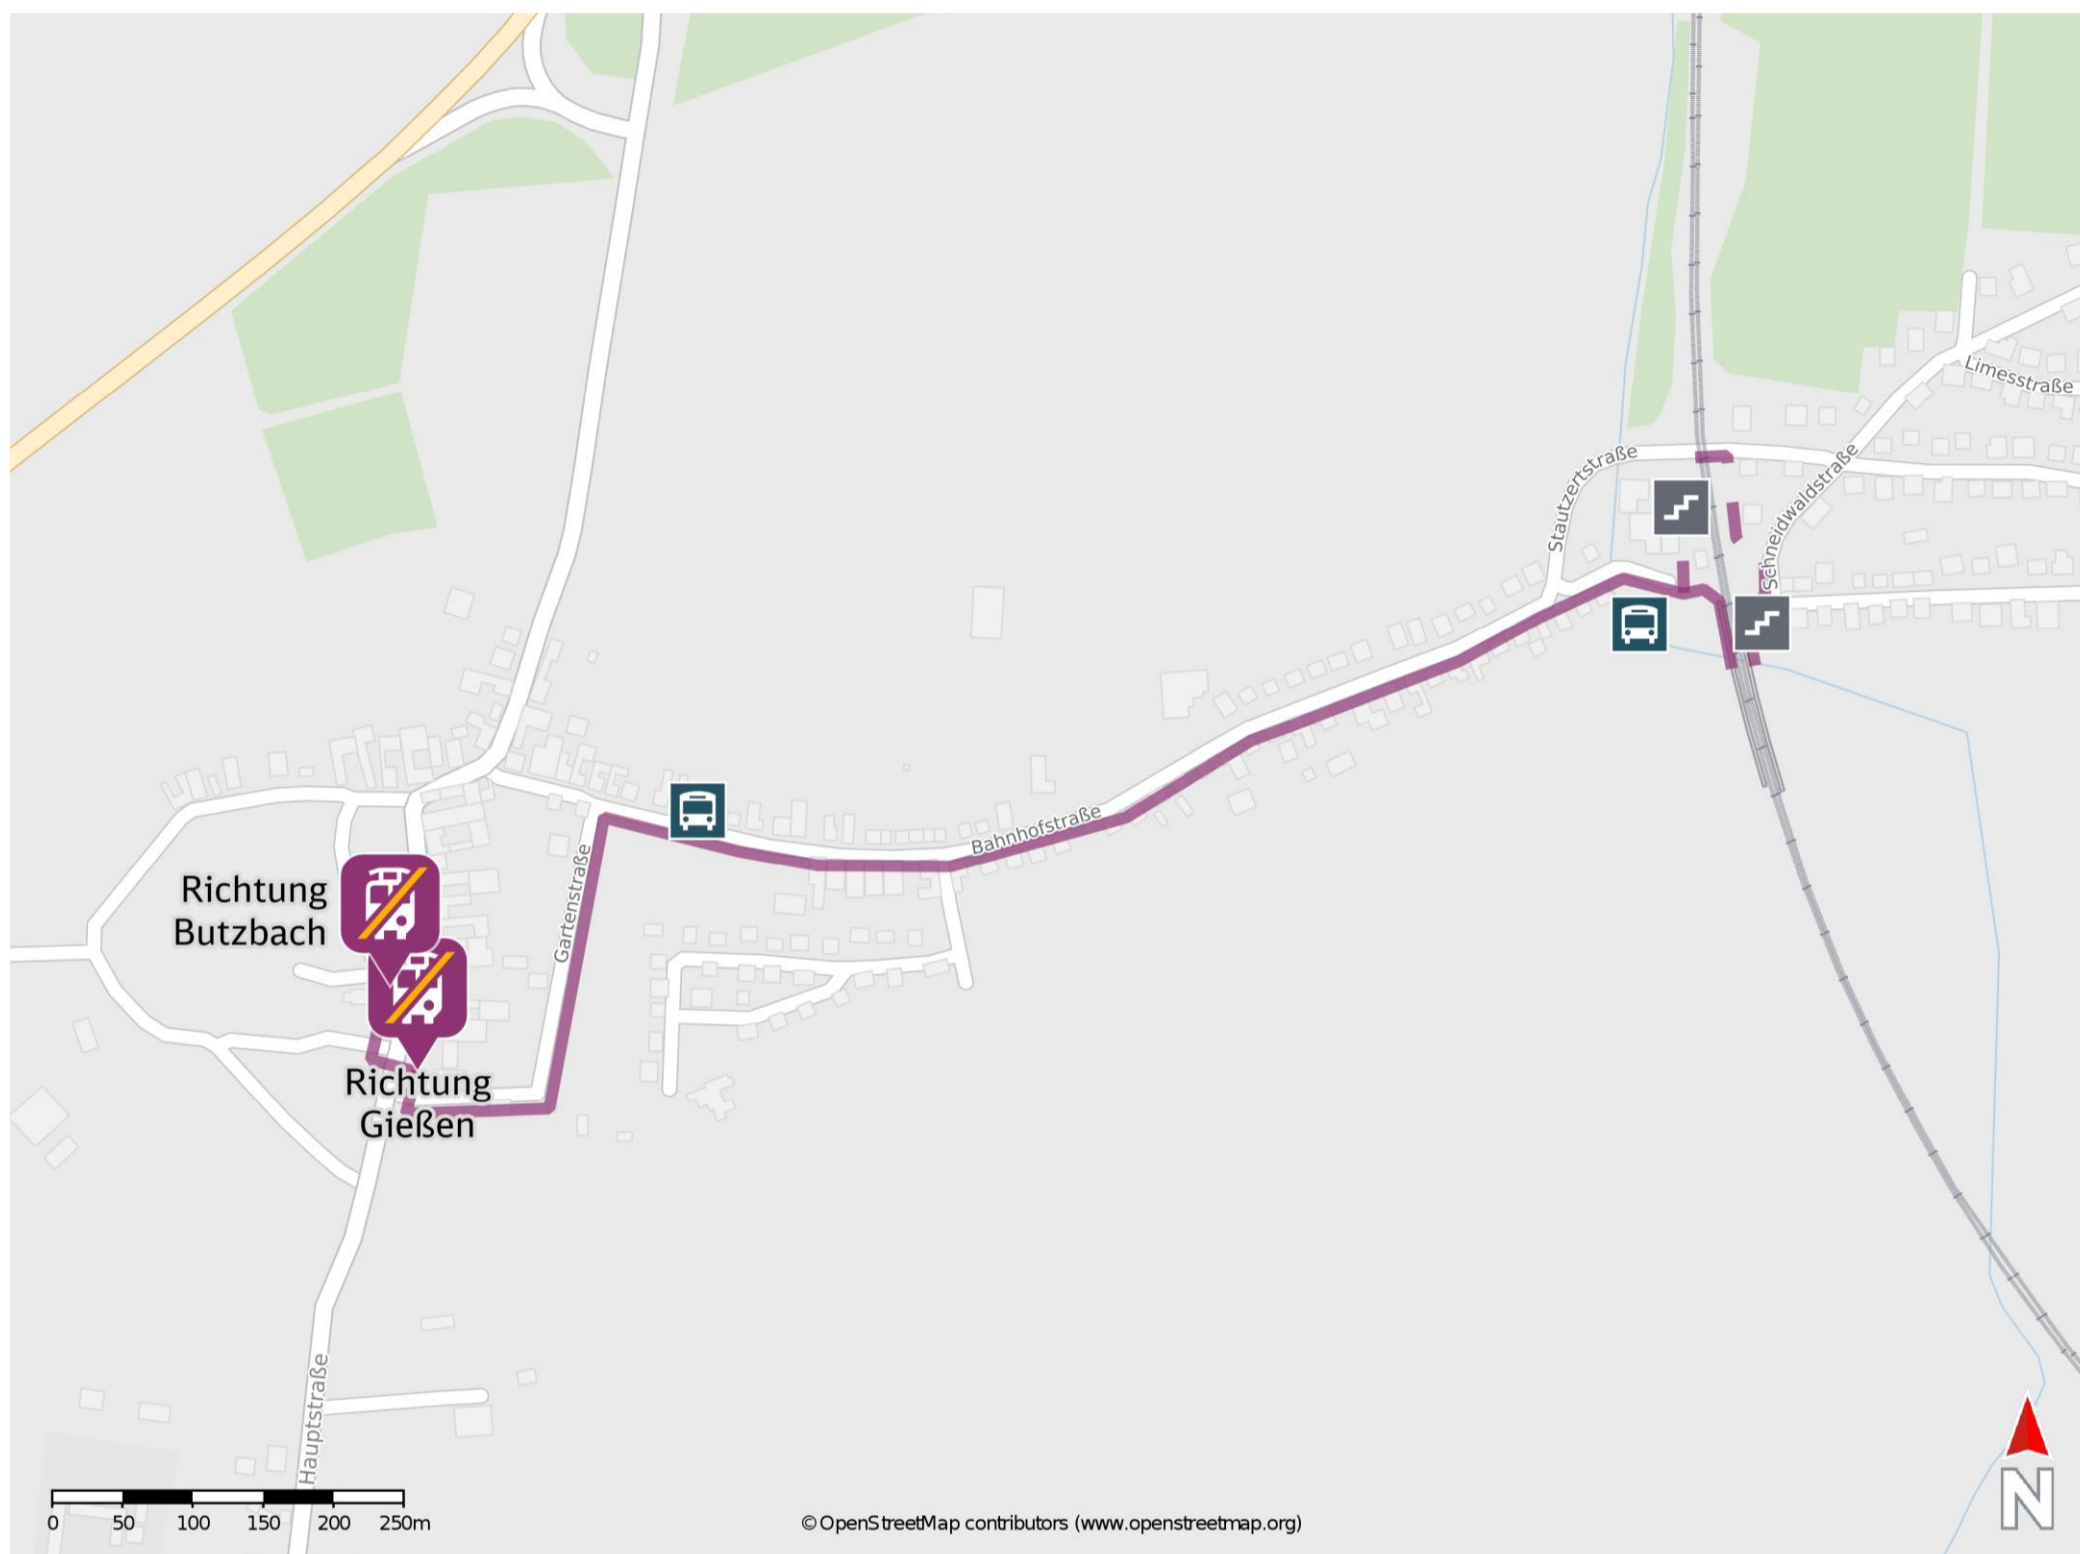 Limesstraße
Stautzertstraße
Schneidwaldstraße
Bahnhofstraße
Gartenstraße
Richtung
Butzbach
Richtung
Gießen
Hauptstraße
N
0 50 100 150 200 250m
© OpenStreetMap contributors (www.openstreetmap.org)